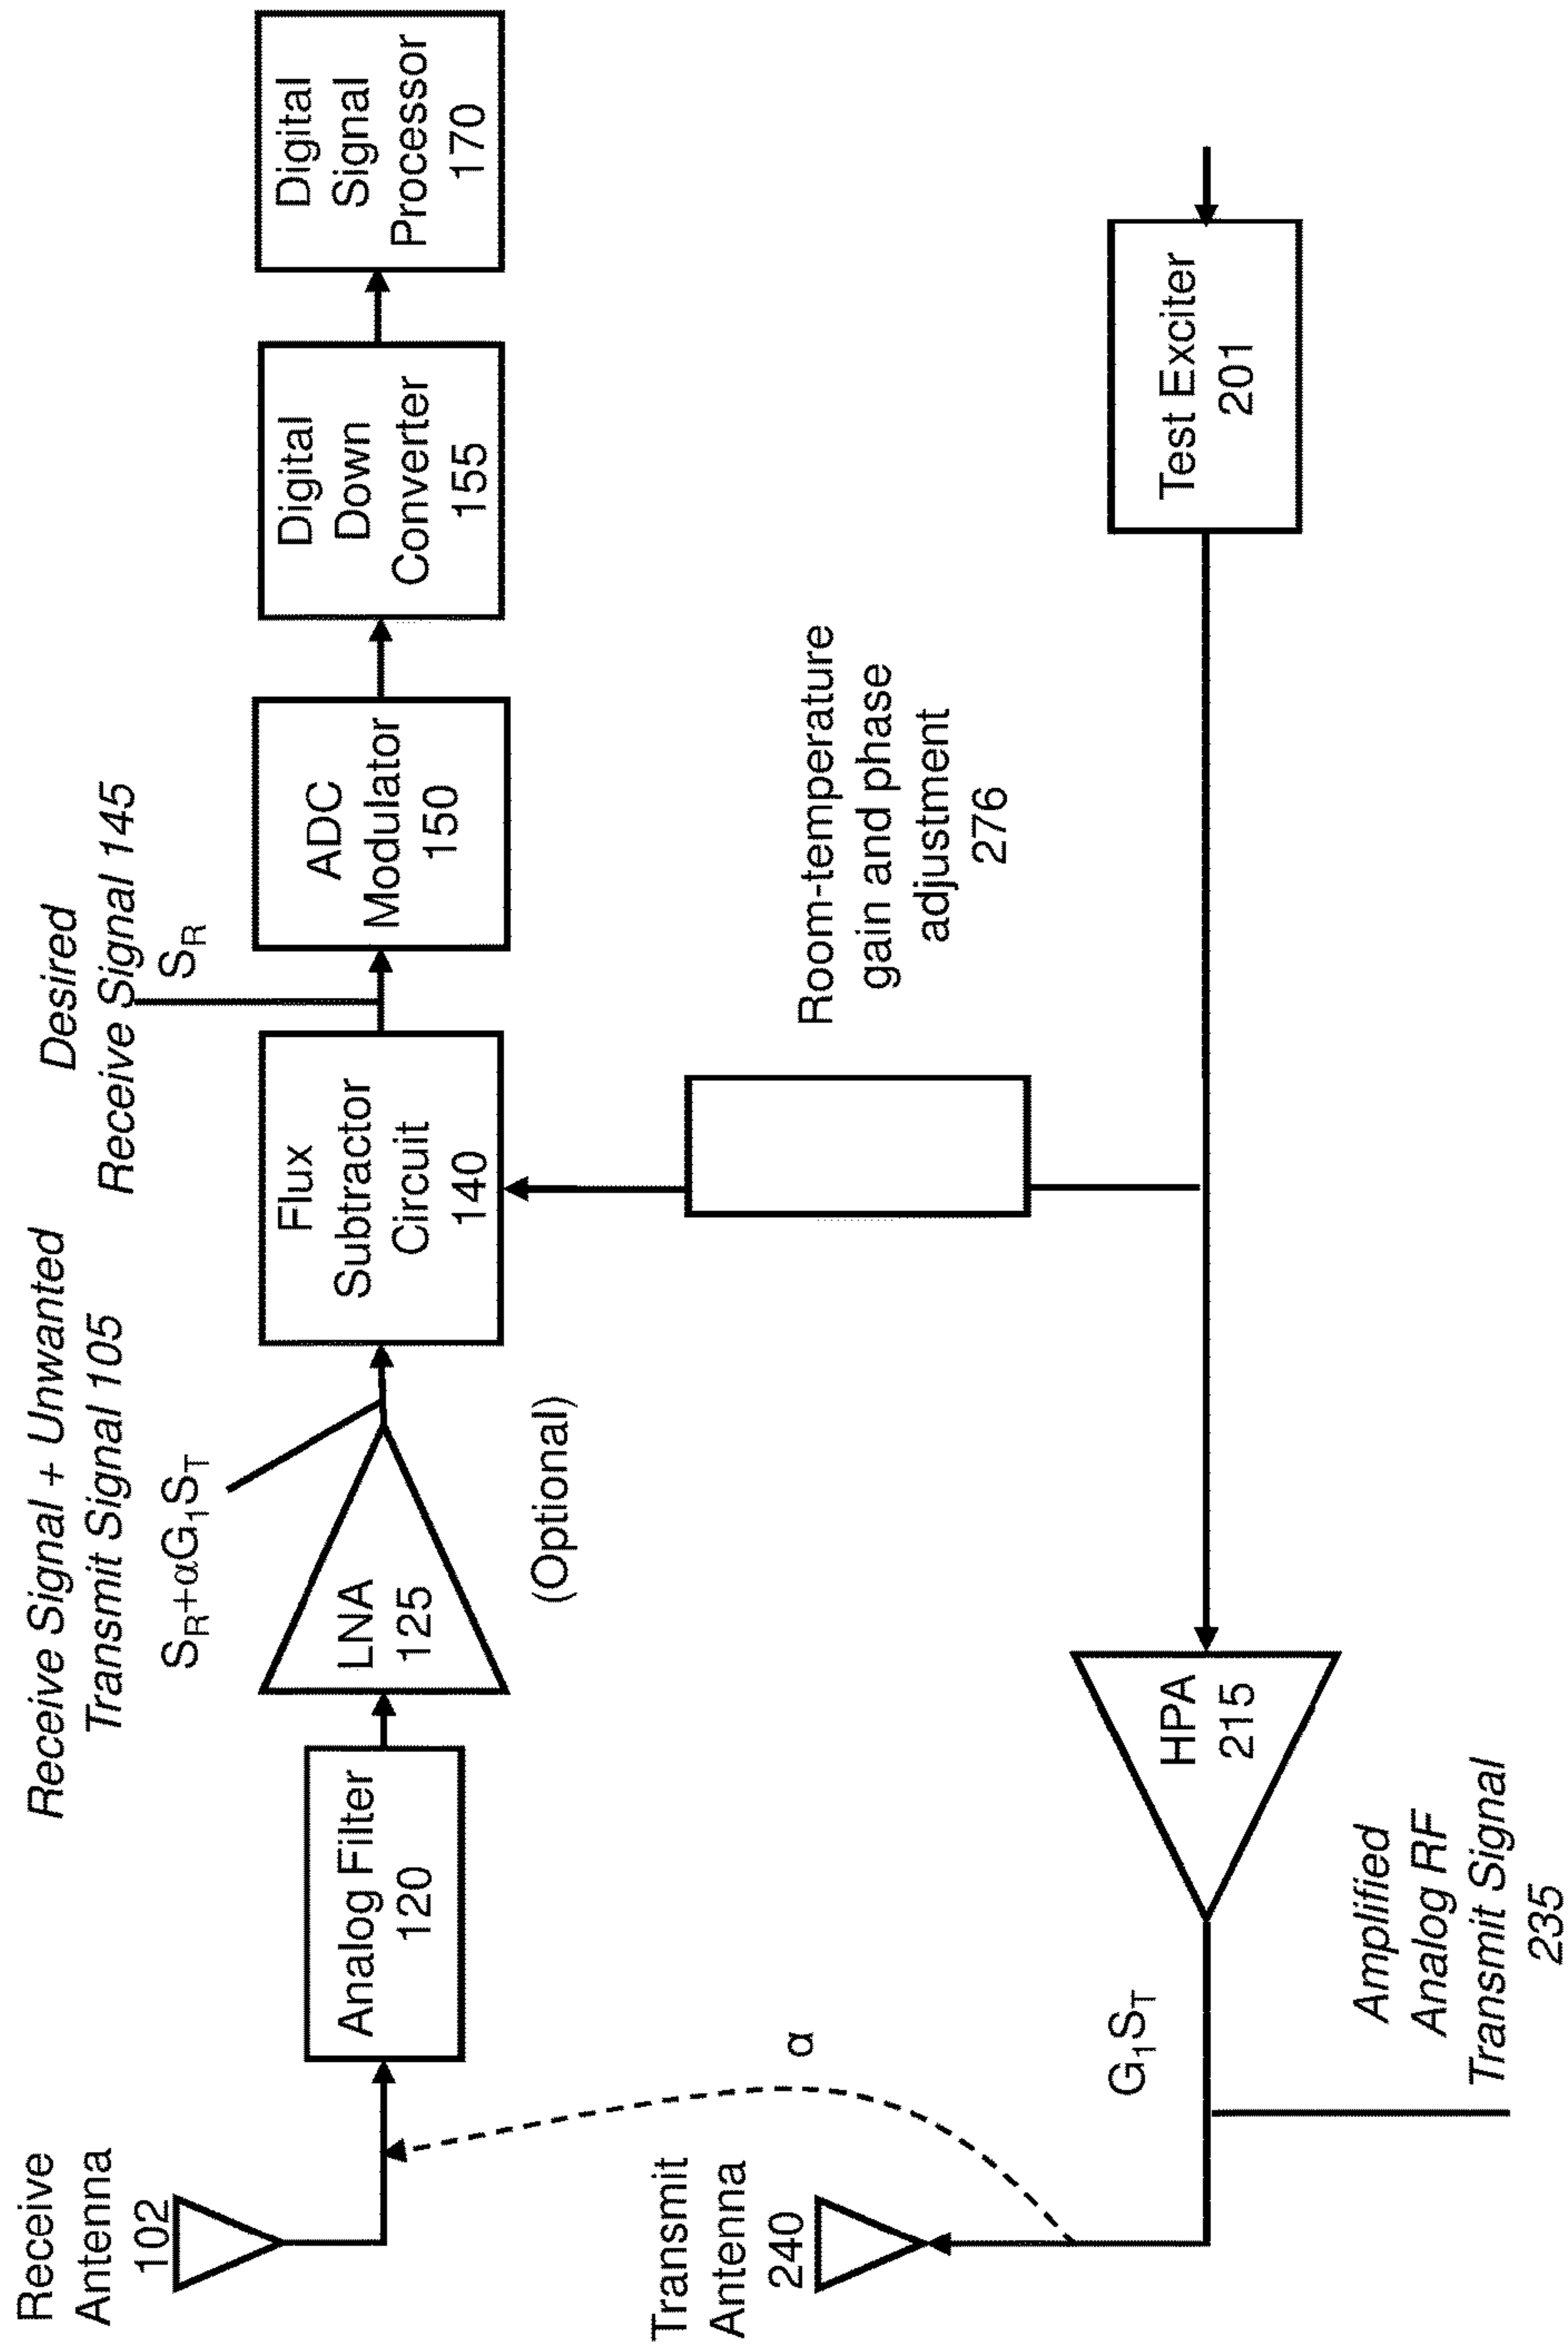 Receive
Antenna
102
Analog Filter
120
Receive Signal + Unwanted
Transmit Signal 105
SR+αG1ST
LNA
125
(Optional)
Flux
Subtractor
Circuit
140
Desired
Receive Signal 145
SR
ADC
Modulator
150
Digital
Down
Converter
155
Digital
Signal
Processor
170
Room-temperature
gain and phase
adjustment
276
α
Transmit
Antenna
240
G1ST
Amplified
Analog RF
Transmit Signal
235
HPA
215
Test Exciter
201